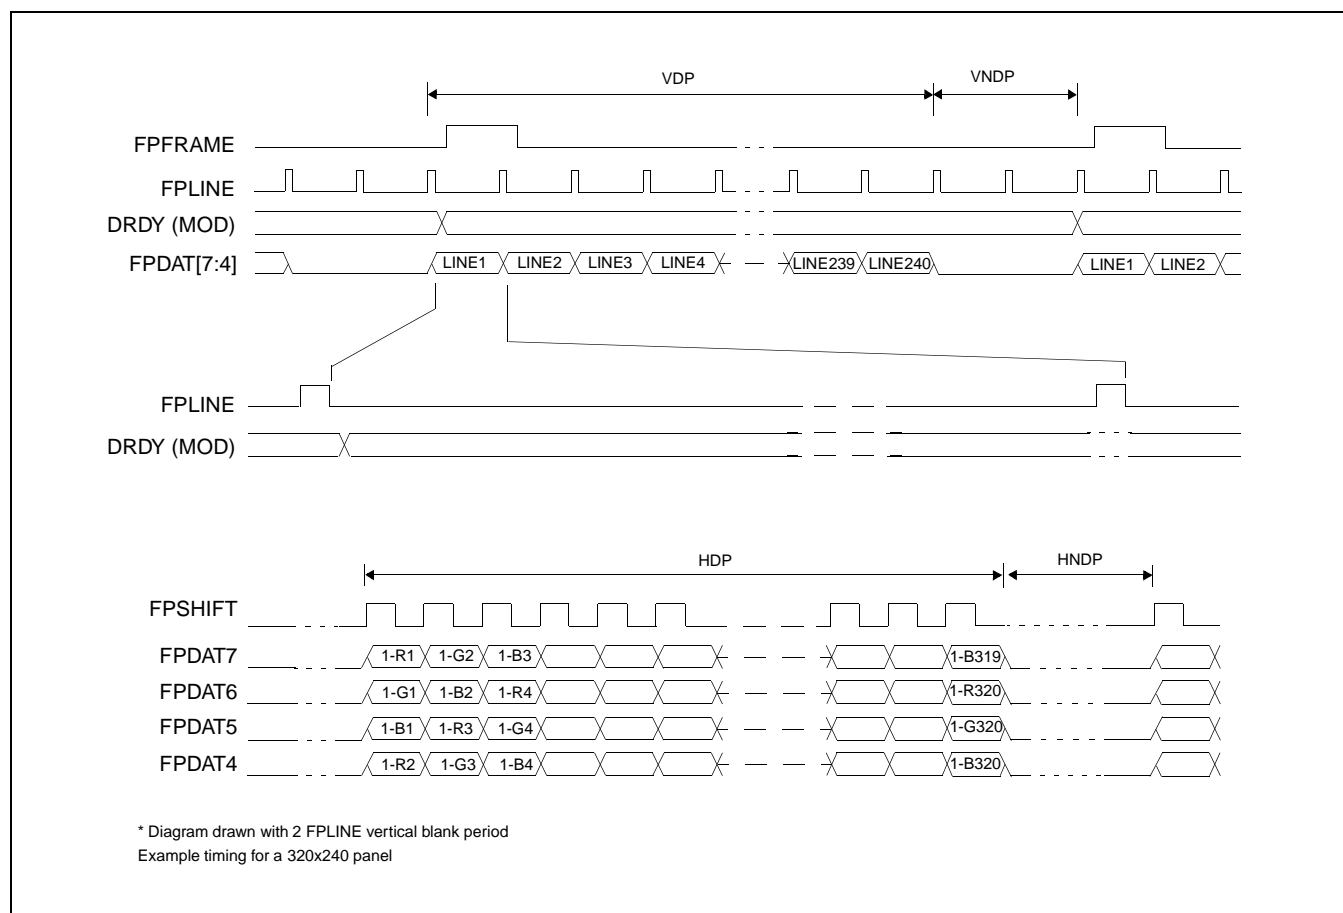 VDP VNDP
FPFRAME
FPLINE
DRDY (MOD)
FPDAT[7:4] LINE1 LINE2 LINE3 LINE4 LINE239 LINE240 LINE1 LINE2
FPLINE
DRDY (MOD)
HDP HNDP
FPSHIFT
FPDAT7 1-R1 1-G2 1-B3 1-B319
FPDAT6 1-G1 1-B2 1-R4 1-R320
FPDAT5 1-B1 1-R3 1-G4 1-G320
FPDAT4 1-R2 1-G3 1-B4 1-B320
* Diagram drawn with 2 FPLINE vertical blank period
Example timing for a 320x240 panel